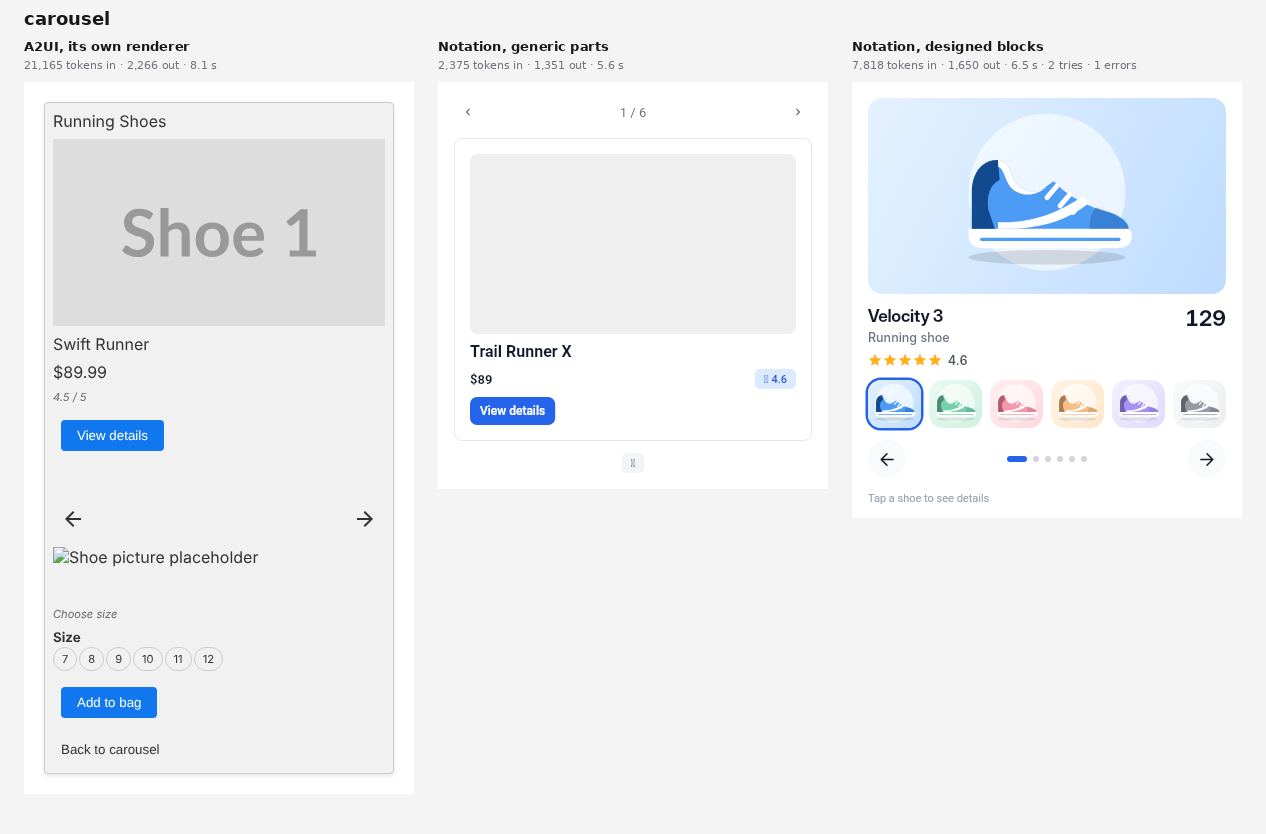 carousel
A2UI, its own renderer
21,165 tokens in · 2,266 out · 8.1 s
Running Shoes
Shoe 1
Swift Runner
$89.99
4.5 / 5
View details
Shoe picture placeholder
Choose size
Size
7 8 9 10 11 12
Add to bag
Back to carousel
Notation, generic parts
2,375 tokens in · 1,351 out · 5.6 s
1 / 6
Trail Runner X
$89
4.6
View details
Notation, designed blocks
7,818 tokens in · 1,650 out · 6.5 s · 2 tries · 1 errors
Velocity 3
129
Running shoe
4.6
Tap a shoe to see details